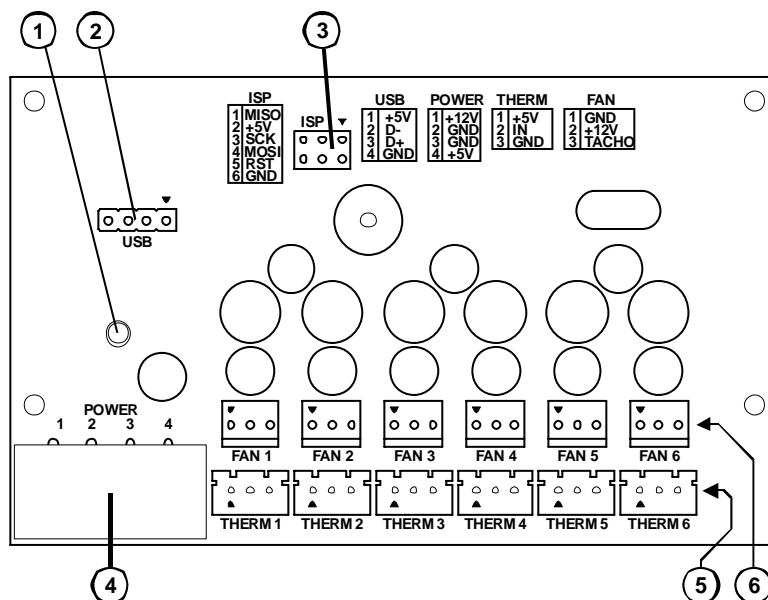 1 2 3
ISP USB POWER THERM FAN
1 MISO
2 +5V
3 SCK
4 MOSI
5 RST
6 GND
ISP
1 +5V
2 D-
3 D+
4 GND
1 +12V
2 GND
3 GND
4 +5V
1 +5V
2 IN
3 GND
1 GND
2 +12V
3 TACHO
USB
POWER
1 2 3 4
FAN 1 FAN 2 FAN 3 FAN 4 FAN 5 FAN 6
THERM 1 THERM 2 THERM 3 THERM 4 THERM 5 THERM 6
4 5 6